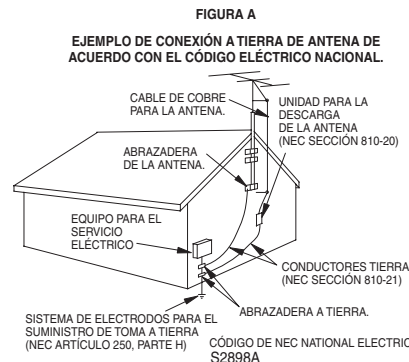 FIGURA A
EJEMPLO DE CONEXIÓN A TIERRA DE ANTENA DE
ACUERDO CON EL CÓDIGO ELÉCTRICO NACIONAL.
CABLE DE COBRE
PARA LA ANTENA.
UNIDAD PARA LA
DESCARGA
DE LA ANTENA
(NEC SECCIÓN 810-20)
ABRAZADERA
DE LA ANTENA.
EQUIPO PARA EL
SERVICIO
ELÉCTRICO
CONDUCTORES TIERRA
(NEC SECCIÓN 810-21)
ABRAZADERA A TIERRA.
SISTEMA DE ELECTRODOS PARA EL
SUMINISTRO DE TOMA A TIERRA
(NEC ARTÍCULO 250, PARTE H)
CÓDIGO DE NEC NATIONAL ELECTRIC
S2898A